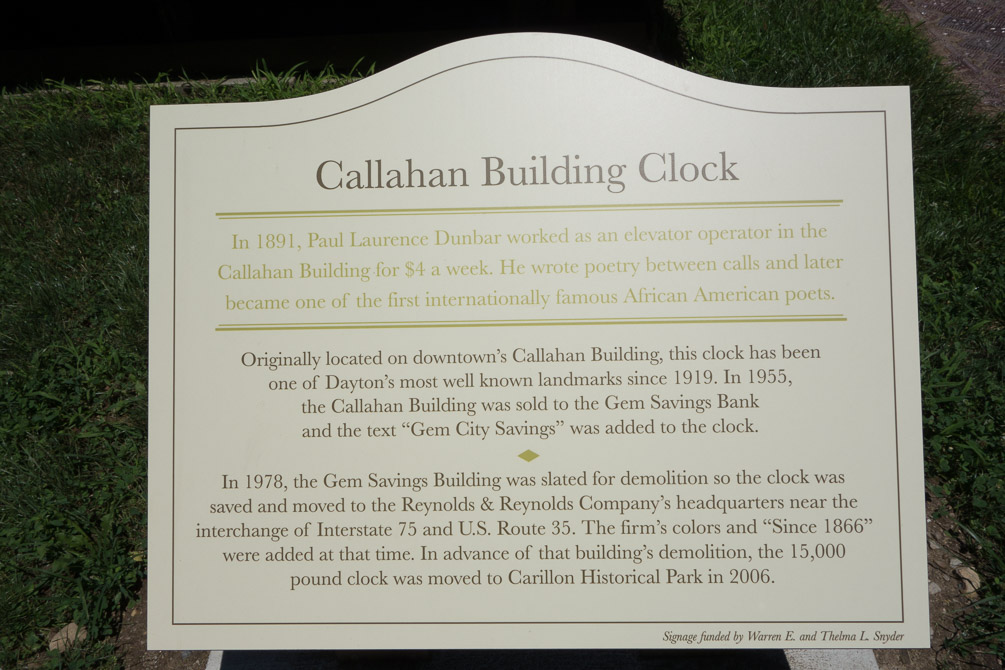 Callahan Building Clock
In 1891, Paul Laurence Dunbar worked as an elevator operator in the
Callahan Building for $4 a week. He wrote poetry between calls and later
became one of the first internationally famous African American poets.
Originally located on downtown’s Callahan Building, this clock has been
one of Dayton’s most well known landmarks since 1919. In 1955,
the Callahan Building was sold to the Gem Savings Bank
and the text “Gem City Savings” was added to the clock.
In 1978, the Gem Savings Building was slated for demolition so the clock was
saved and moved to the Reynolds & Reynolds Company’s headquarters near the
interchange of Interstate 75 and U.S. Route 35. The firm’s colors and “Since 1866”
were added at that time. In advance of that building’s demolition, the 15,000
pound clock was moved to Carillon Historical Park in 2006.
Signage funded by Warren E. and Thelma L. Snyder